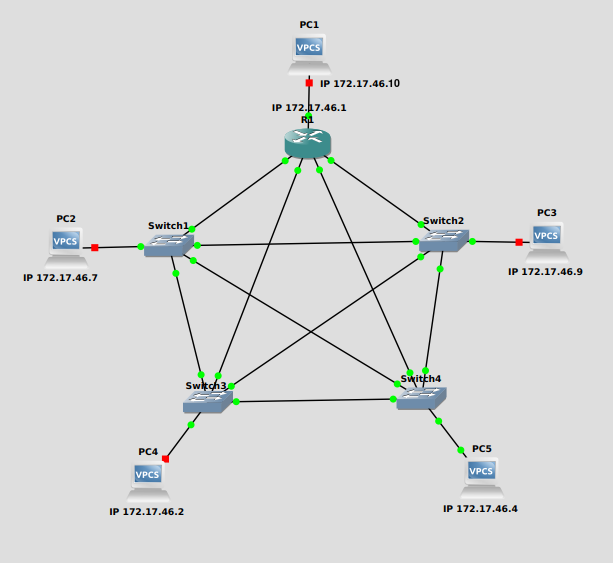 PC1
VPCS
IP 172.17.46.10
IP 172.17.46.1
R1
PC2
VPCS
IP 172.17.46.7
Switch1
Switch2
PC3
VPCS
IP 172.17.46.9
Switch3
Switch4
PC4
VPCS
IP 172.17.46.2
PC5
VPCS
IP 172.17.46.4